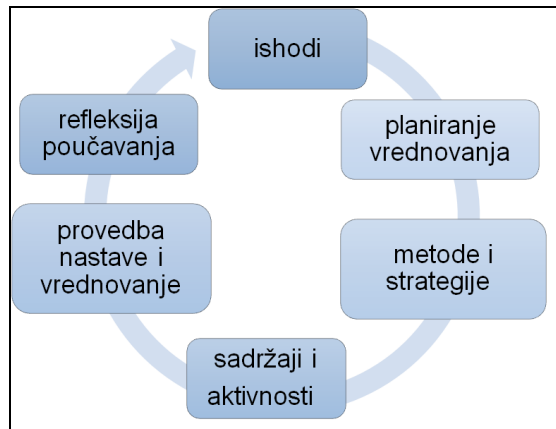 ishodi
planiranje
vrednovanja
metode i
strategije
sadržaji i
aktivnosti
provedba
nastave i
vrednovanje
refleksija
poučavanja